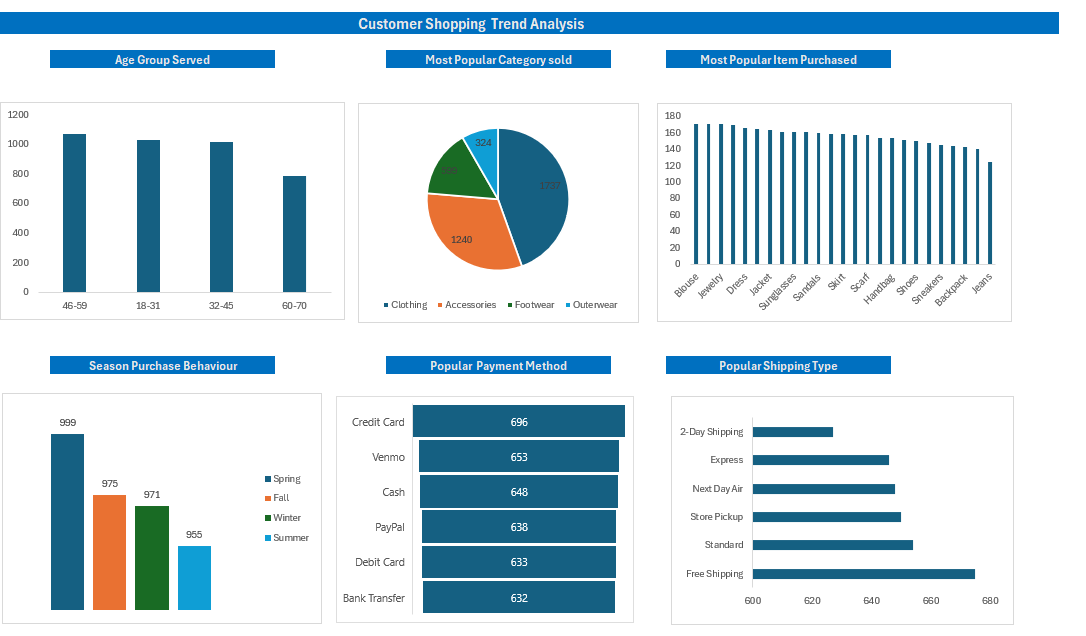 Customer Shopping Trend Analysis
Age Group Served
Most Popular Category sold
Most Popular Item Purchased
1200
1000
800
600
400
200
0
46-59
18-31
32-45
60-70
324
1737
1240
Clothing
Accessories
Footwear
Outerwear
180
160
140
120
100
80
60
40
20
0
Blouse
Jewelry
Dress
Jacket
Sunglasses
Sandals
Skirt
Scarf
Handbag
Shoes
Sneakers
Backpack
Jeans
Season Purchase Behaviour
Popular Payment Method
Popular Shipping Type
999
975
971
955
Spring
Fall
Winter
Summer
Credit Card 696
Venmo 653
Cash 648
PayPal 638
Debit Card 633
Bank Transfer 632
2-Day Shipping
Express
Next Day Air
Store Pickup
Standard
Free Shipping
600 620 640 660 680